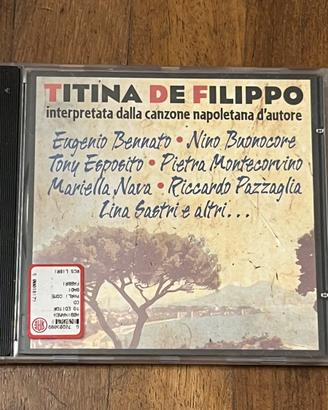 TITINA DE FILIPPO
interpretata dalla canzone napoletana d'autore
Eugenio Bennato • Nino Buonocore
Tony Esposito • Pietra Montecorvino
Mariella Nava • Riccardo Pazzaglia
Lina Sastri e altri...